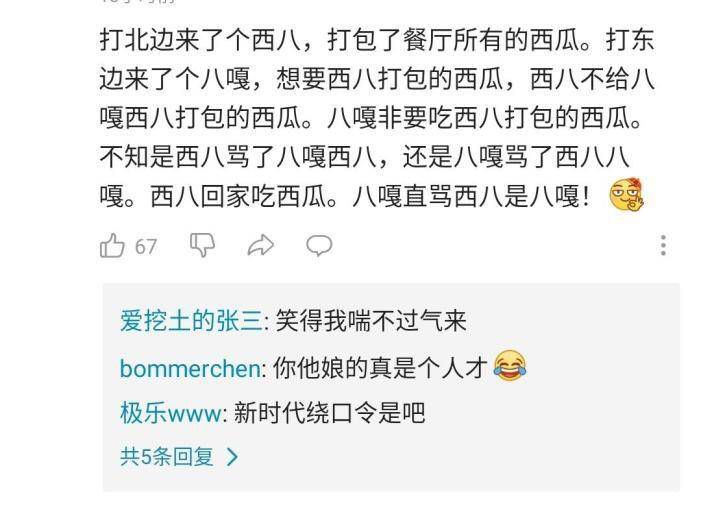 打北边来了个西八，打包了餐厅所有的西瓜。打东
边来了个八嘎，想要西八打包的西瓜，西八不给八
嘎西八打包的西瓜。八嘎非要吃西八打包的西瓜。
不知是西八骂了八嘎西八，还是八嘎骂了西八八
嘎。西八回家吃西瓜。八嘎直骂西八是八嘎！
67
爱挖土的张三: 笑得我喘不过气来
bommerchen: 你他娘的真是个人才
极乐www: 新时代绕口令是吧
共5条回复